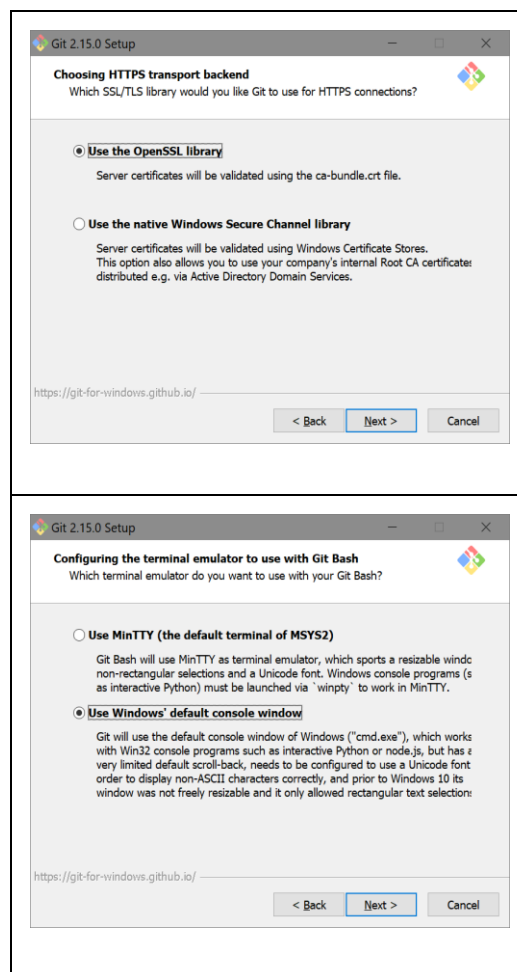 Git 2.15.0 Setup
Choosing HTTPS transport backend
Which SSL/TLS library would you like Git to use for HTTPS connections?
Use the OpenSSL library
Server certificates will be validated using the ca-bundle.crt file.
Use the native Windows Secure Channel library
Server certificates will be validated using Windows Certificate Stores.
This option also allows you to use your company's internal Root CA certificates
distributed e.g. via Active Directory Domain Services.
https://git-for-windows.github.io/
< Back Next > Cancel
Git 2.15.0 Setup
Configuring the terminal emulator to use with Git Bash
Which terminal emulator do you want to use with your Git Bash?
Use MinTTY (the default terminal of MSYS2)
Git Bash will use MinTTY as terminal emulator, which sports a resizable
non-rectangular selections and a Unicode font. Windows console programs
as interactive Python) must be launched via `winpty` to work in MinTTY.
Use Windows' default console window
Git will use the default console window of Windows ("cmd.exe"), which works
with Win32 console programs such as interactive Python or node.js, but has
very limited default scroll-back, needs to be configured to use a Unicode font
order to display non-ASCII characters correctly, and prior to Windows 10 its
window was not freely resizable and it only allowed rectangular text
https://git-for-windows.github.io/
< Back Next > Cancel